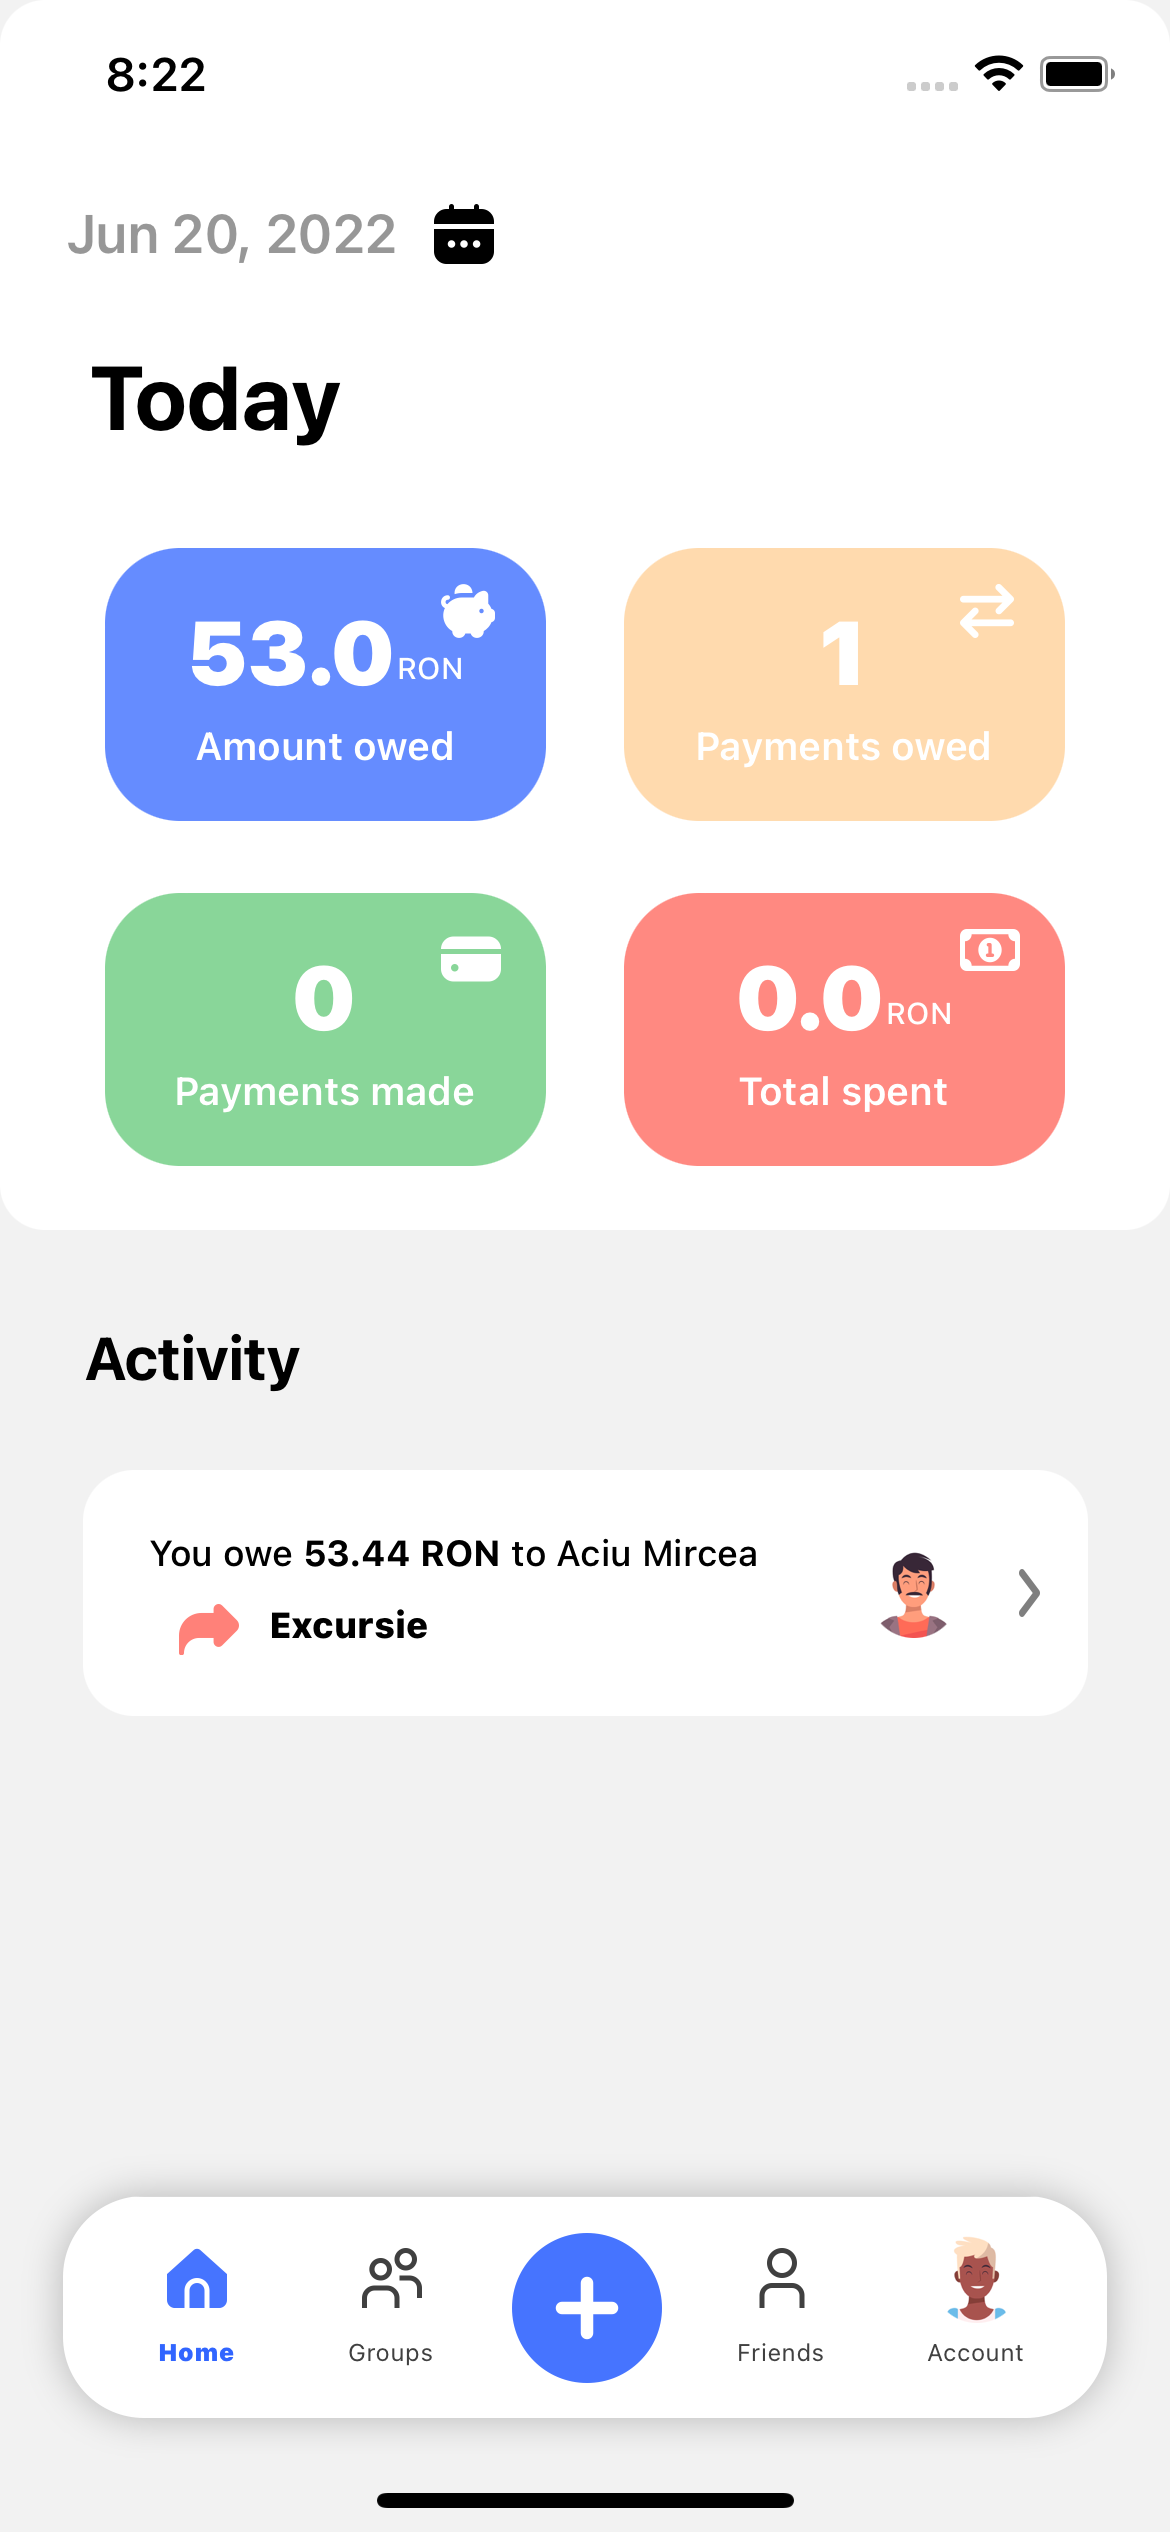 8:22
Jun 20, 2022
Today
53.0 RON
Amount owed
1
Payments owed
0
Payments made
0.0 RON
Total spent
Activity
You owe 53.44 RON to Aciu Mircea
Excursie
Home
Groups
Friends
Account